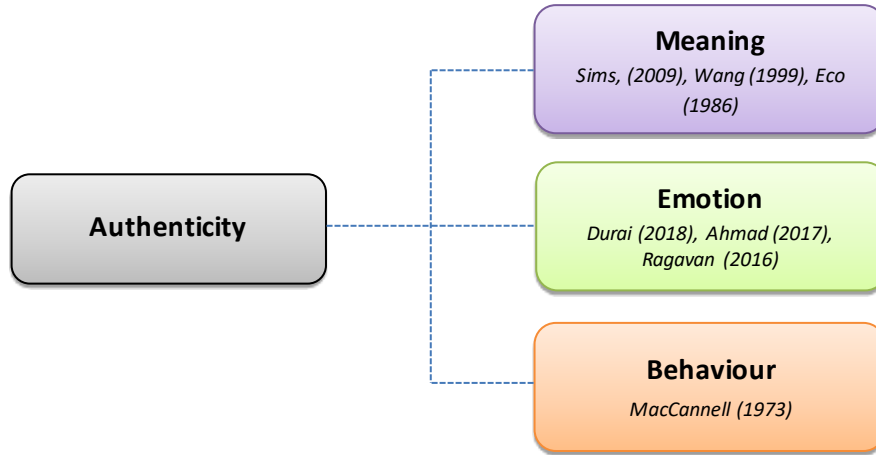 Meaning
Sims, (2009), Wang (1999), Eco
(1986)
Authenticity
Emotion
Durai (2018), Ahmad (2017),
Ragavan (2016)
Behaviour
MacCannell (1973)